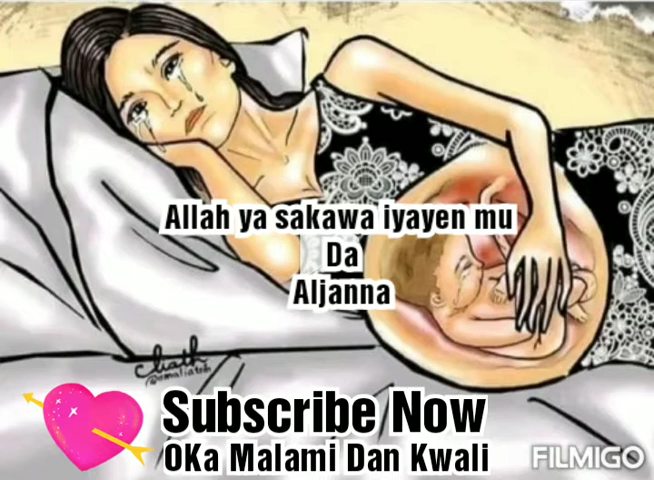 Allah ya sakawa iyayen mu
Da
Aljanna
Subscribe Now
OKa Malami Dan Kwali
FILMIGO